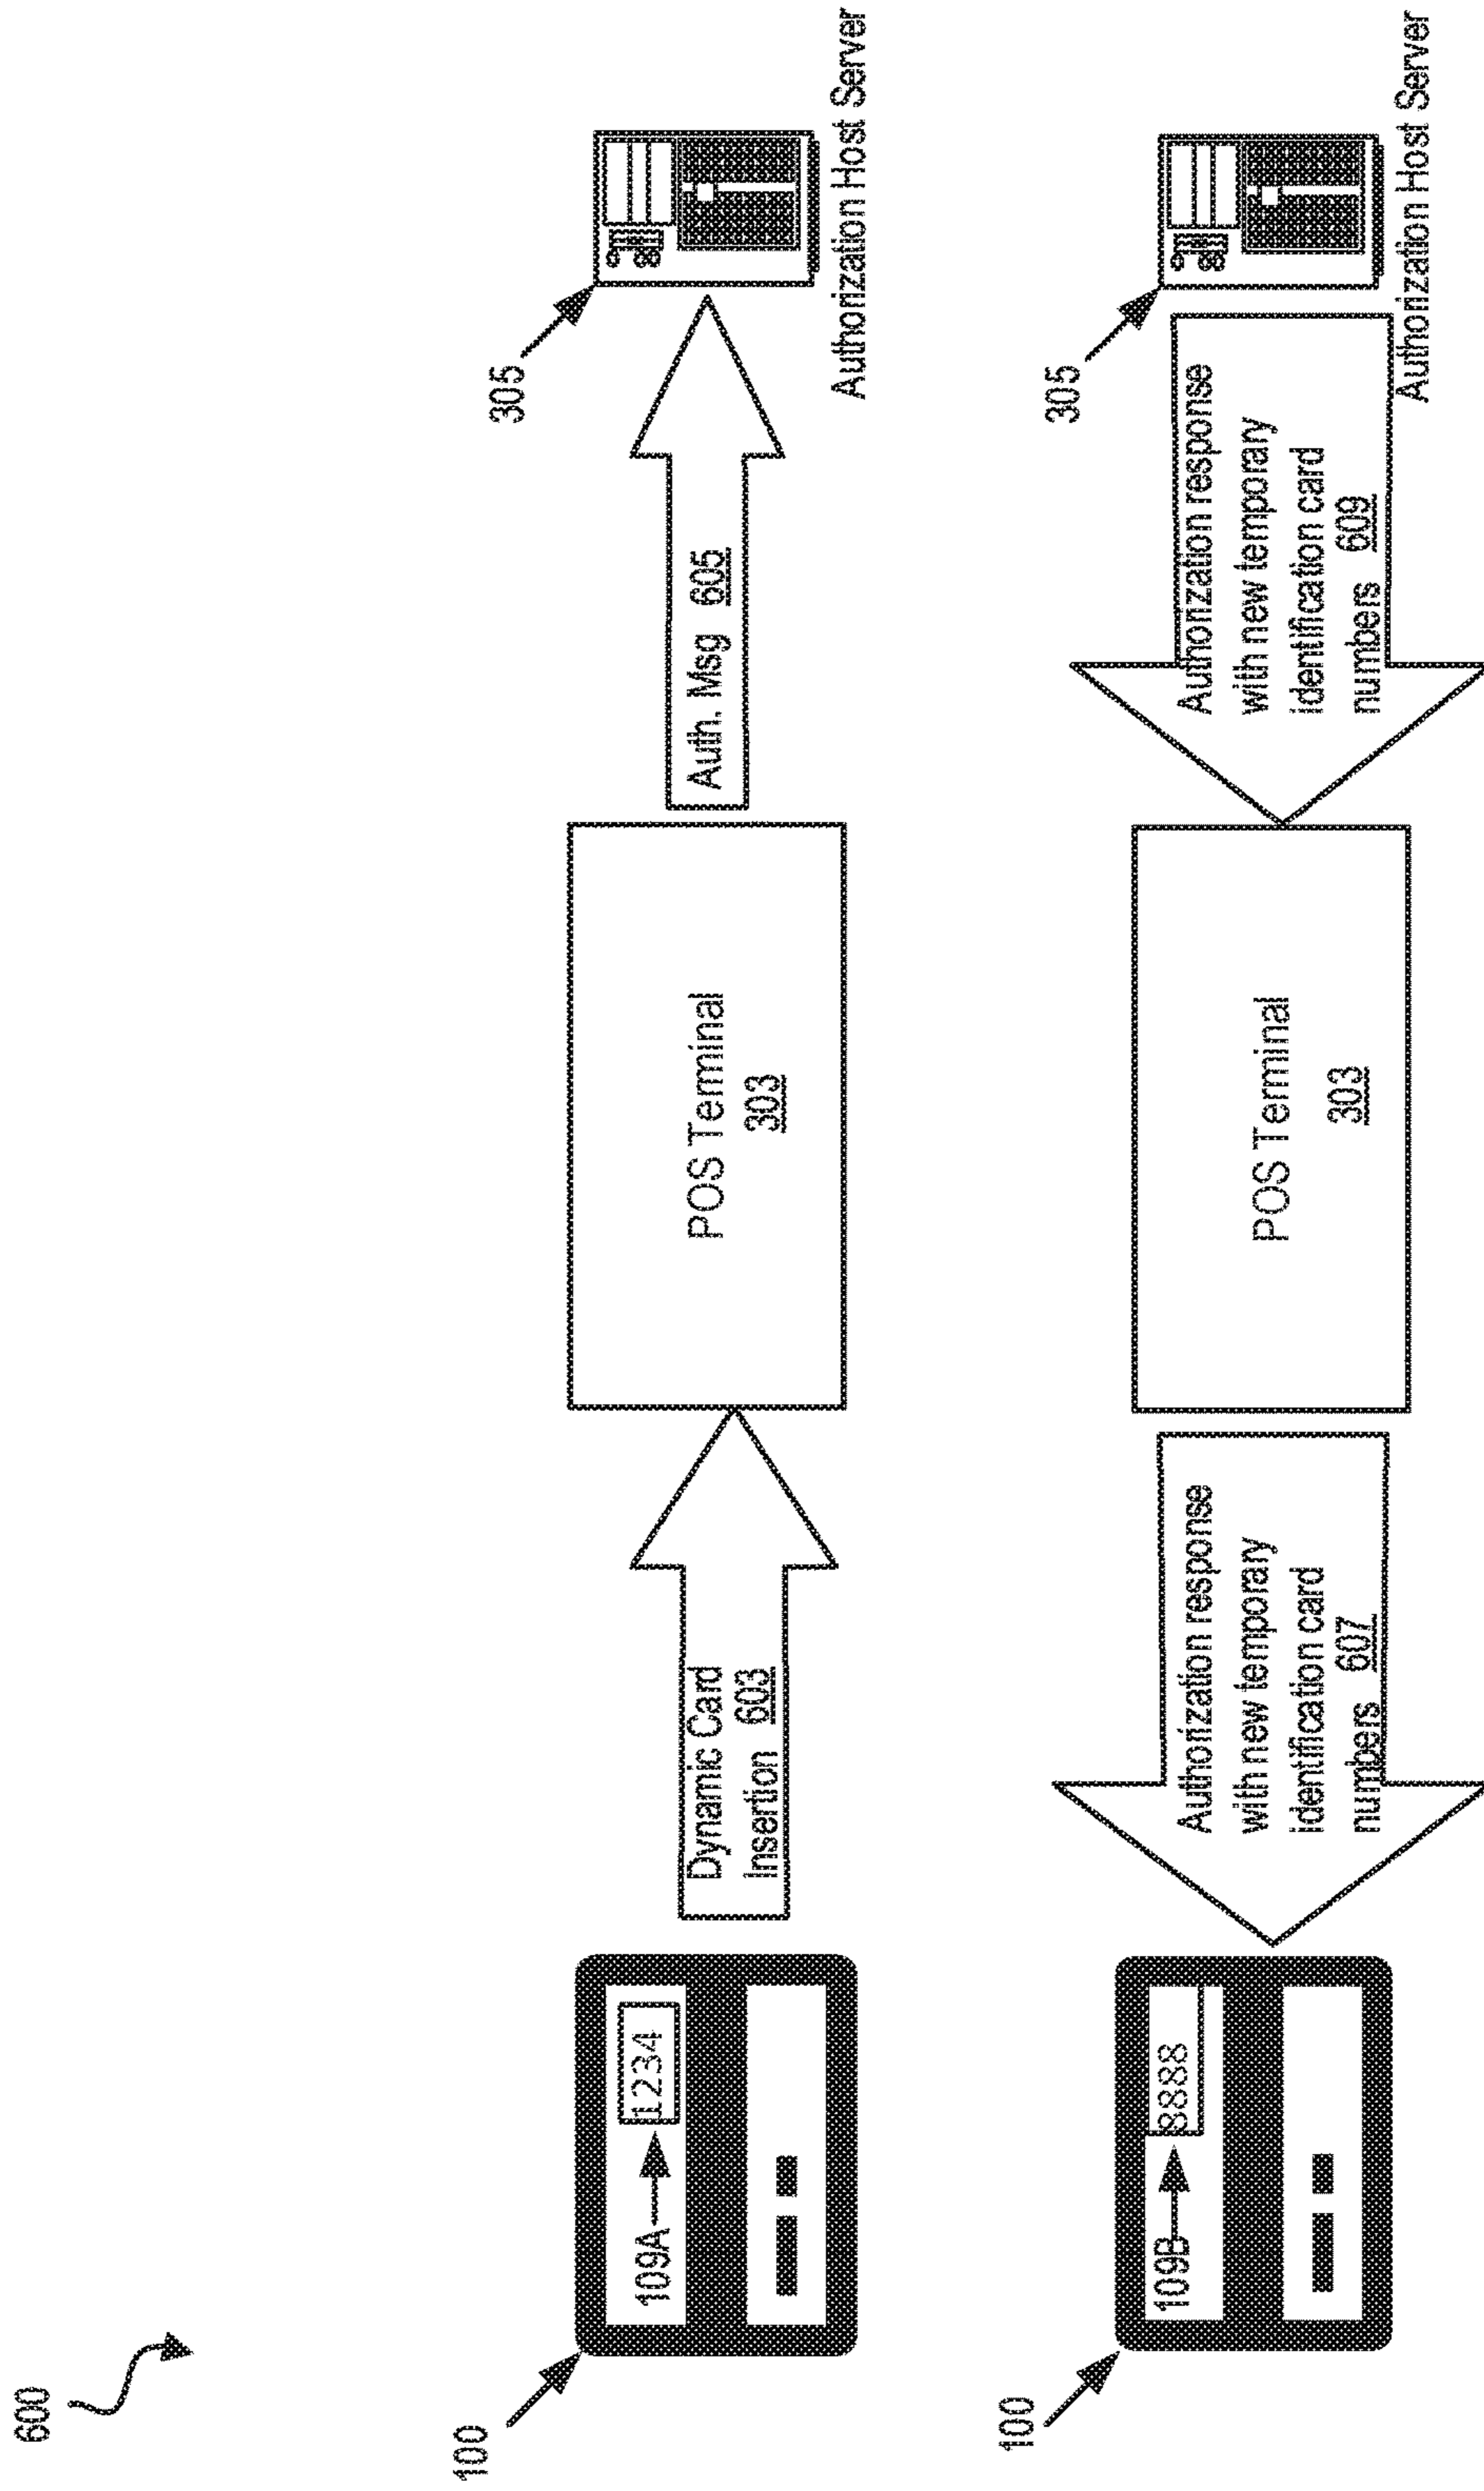 600
100
109A
1234
Dynamic Card
Insertion 603
POS Terminal
303
Auth. Msg 605
305
Authorization Host Server
100
109B
8888
Authorization response
with new temporary
identification card
numbers 607
POS Terminal
303
Authorization response
with new temporary
identification card
numbers 609
305
Authorization Host Server